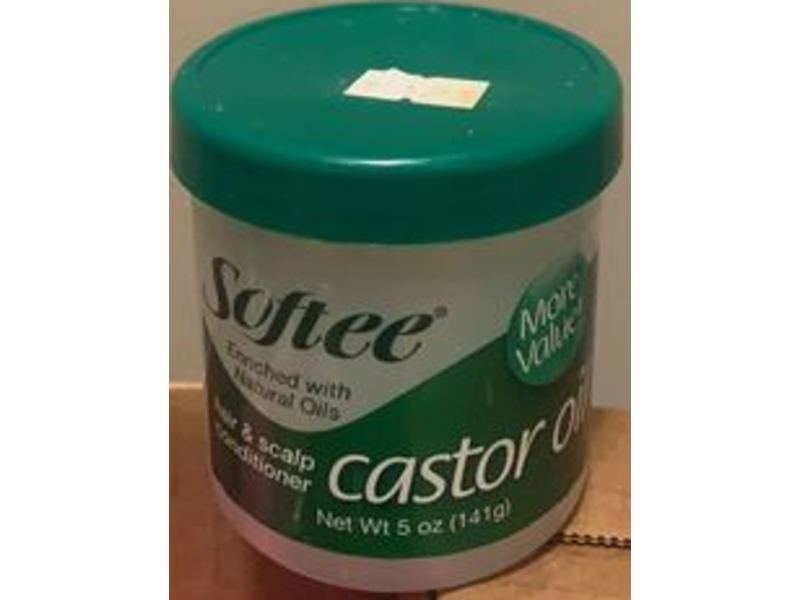 Softee®
Enriched with
Natural Oils
More
Value!
hair & scalp
conditioner
castor oil
Net Wt 5 oz (141g)